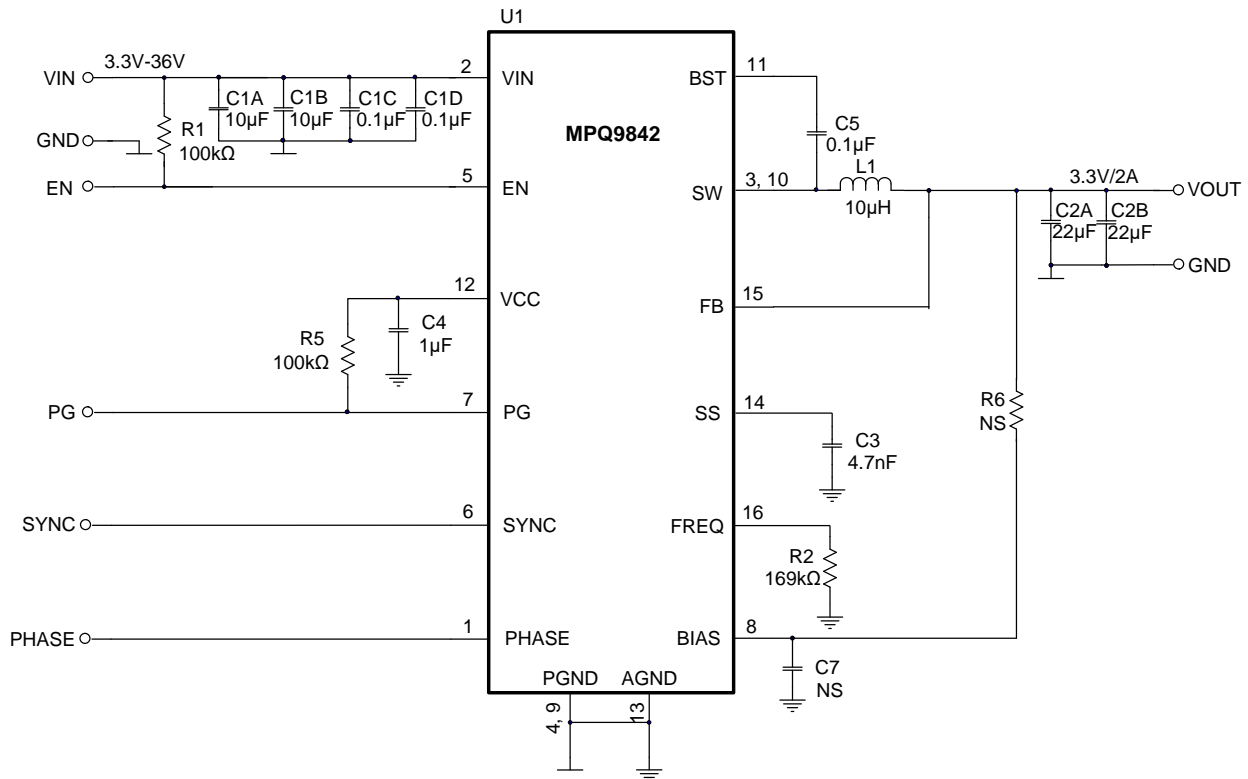 U1
MPQ9842
VIN
3.3V-36V
2
VIN
C1A
10µF
C1B
10µF
C1C
0.1µF
C1D
0.1µF
GND
R1
100kΩ
EN
5
EN
12
VCC
C4
1µF
R5
100kΩ
PG
7
PG
SYNC
6
SYNC
PHASE
1
PHASE
PGND
AGND
4, 9
13
BST
11
C5
0.1µF
SW
3, 10
L1
10µH
3.3V/2A
VOUT
C2A
22µF
C2B
22µF
GND
FB
15
SS
14
C3
4.7nF
R6
NS
FREQ
16
R2
169kΩ
BIAS
8
C7
NS